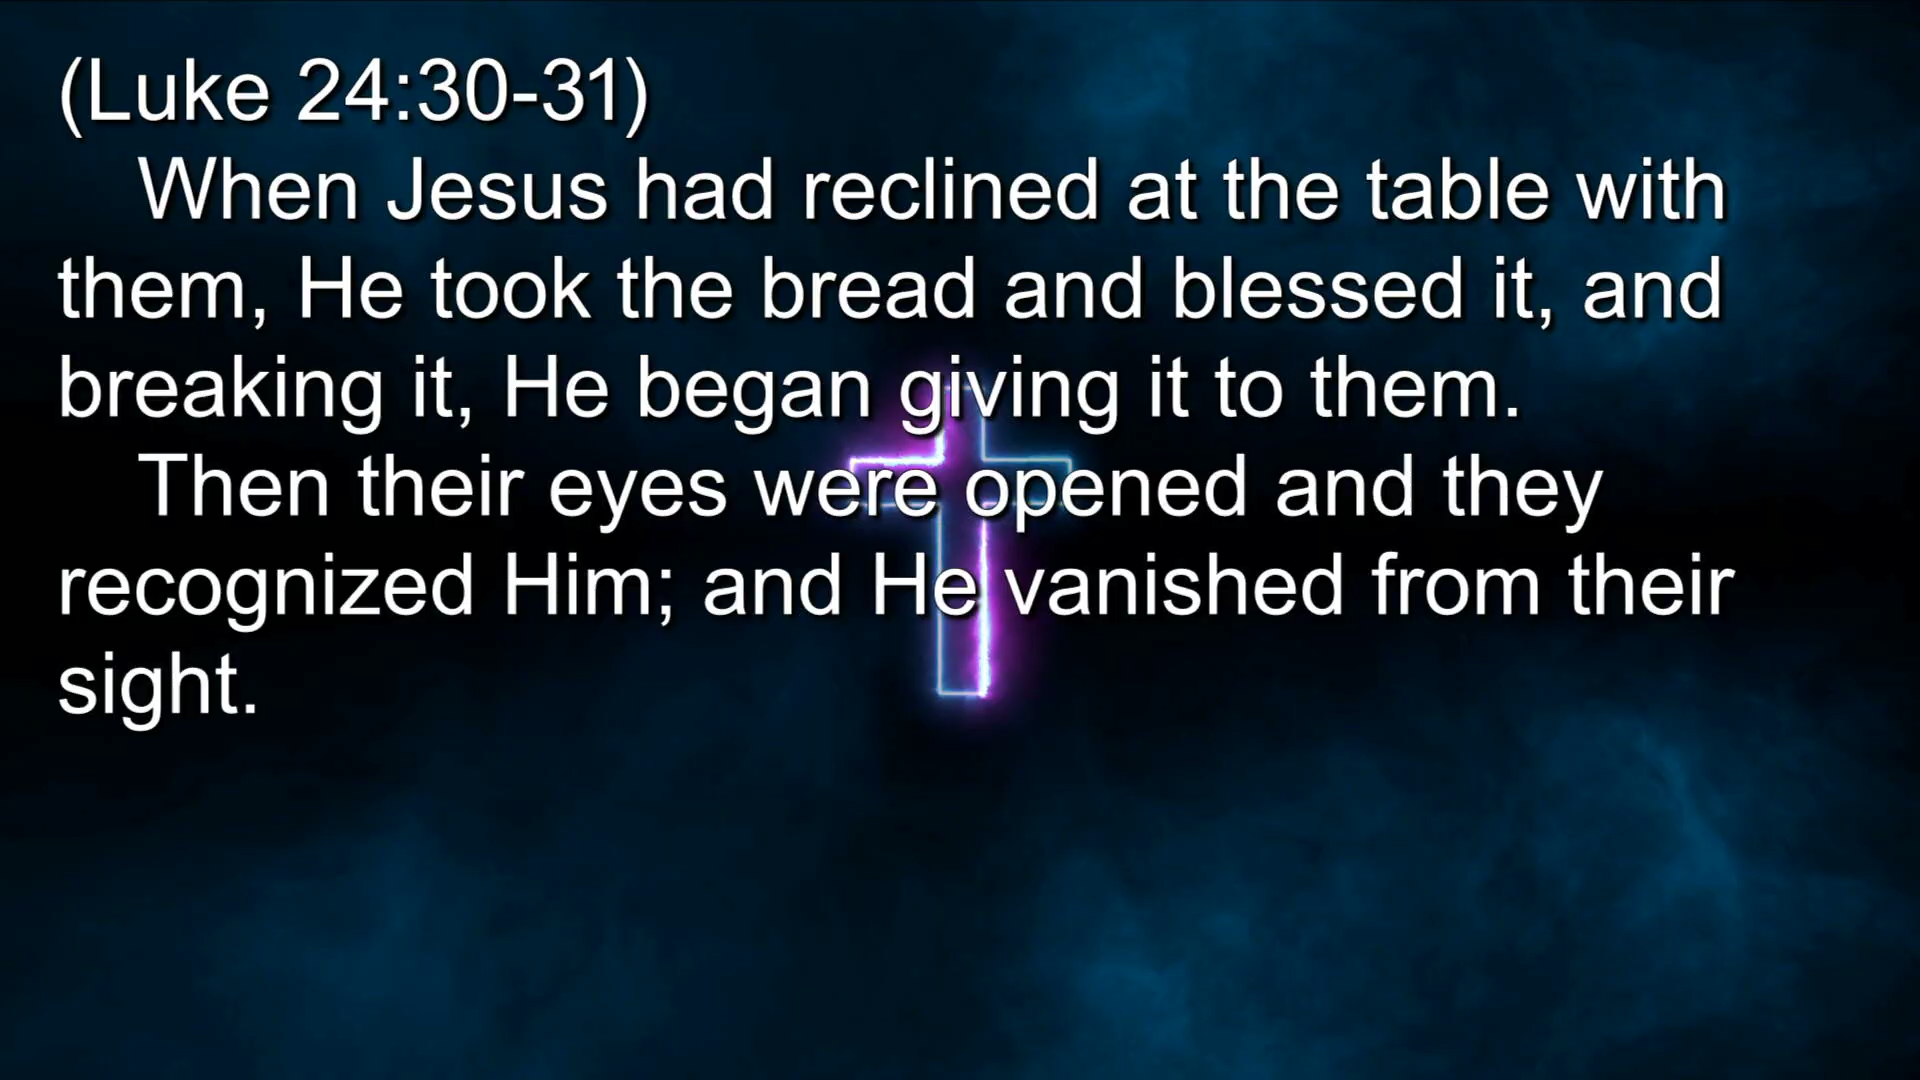 (Luke 24:30-31)
When Jesus had reclined at the table with
them, He took the bread and blessed it, and
breaking it, He began giving it to them.
Then their eyes were opened and they
recognized Him; and He vanished from their
sight.